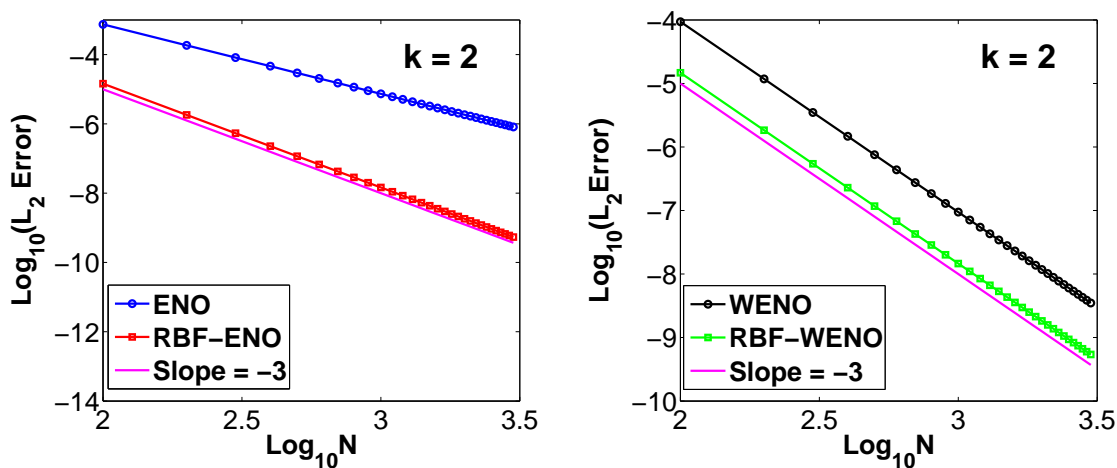 k = 2
Log10(L2 Error)
−4
−6
−8
−10
−12
−14
ENO
RBF−ENO
Slope = −3
2
2.5
3
3.5
Log10N
k = 2
Log10(L2 Error)
−4
−5
−6
−7
−8
−9
−10
WENO
RBF−WENO
Slope = −3
2
2.5
3
3.5
Log10N